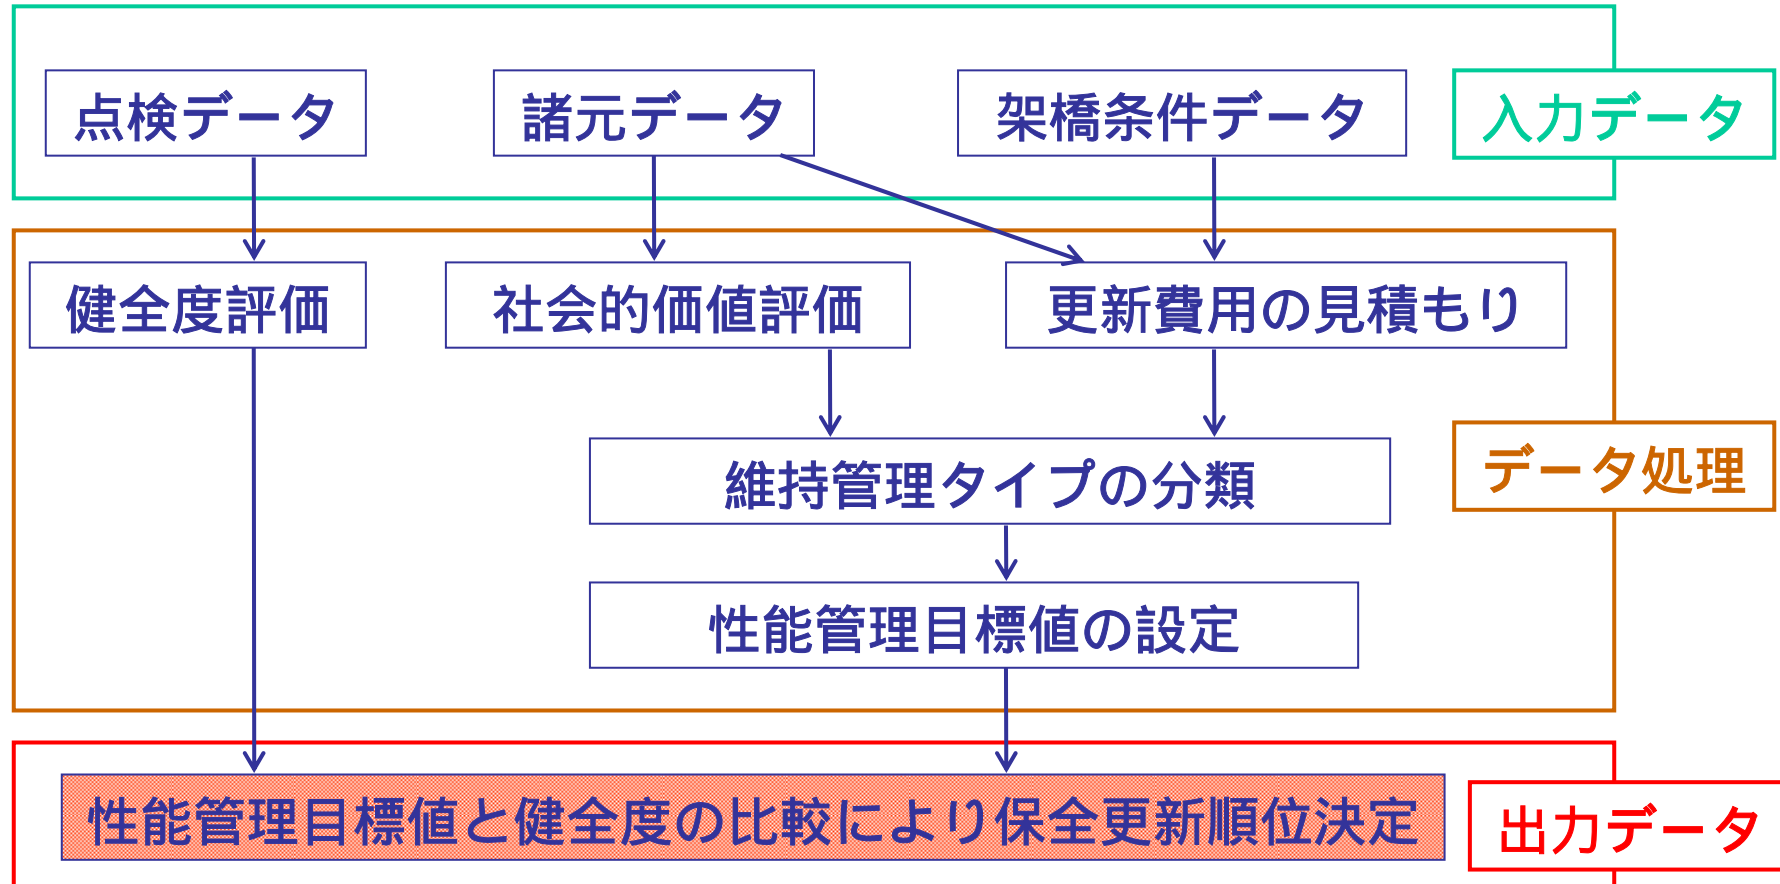 点検データ
諸元データ
架橋条件データ
入力データ
健全度評価
社会的価値評価
更新費用の見積もり
維持管理タイプの分類
データ処理
性能管理目標値の設定
性能管理目標値と健全度の比較により保全更新順位決定
出力データ